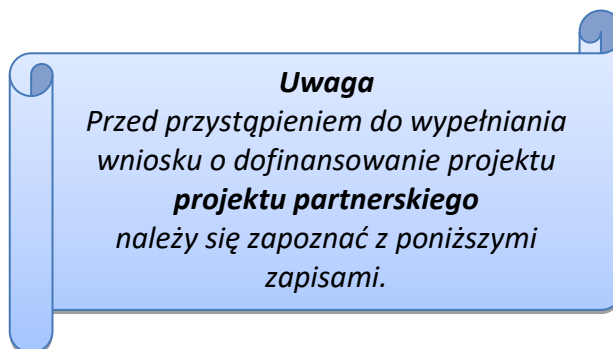 Uwaga
Przed przystąpieniem do wypełniania
wniosku o dofinansowanie projektu
projektu partnerskiego
należy się zapoznać z poniższymi
zapisami.